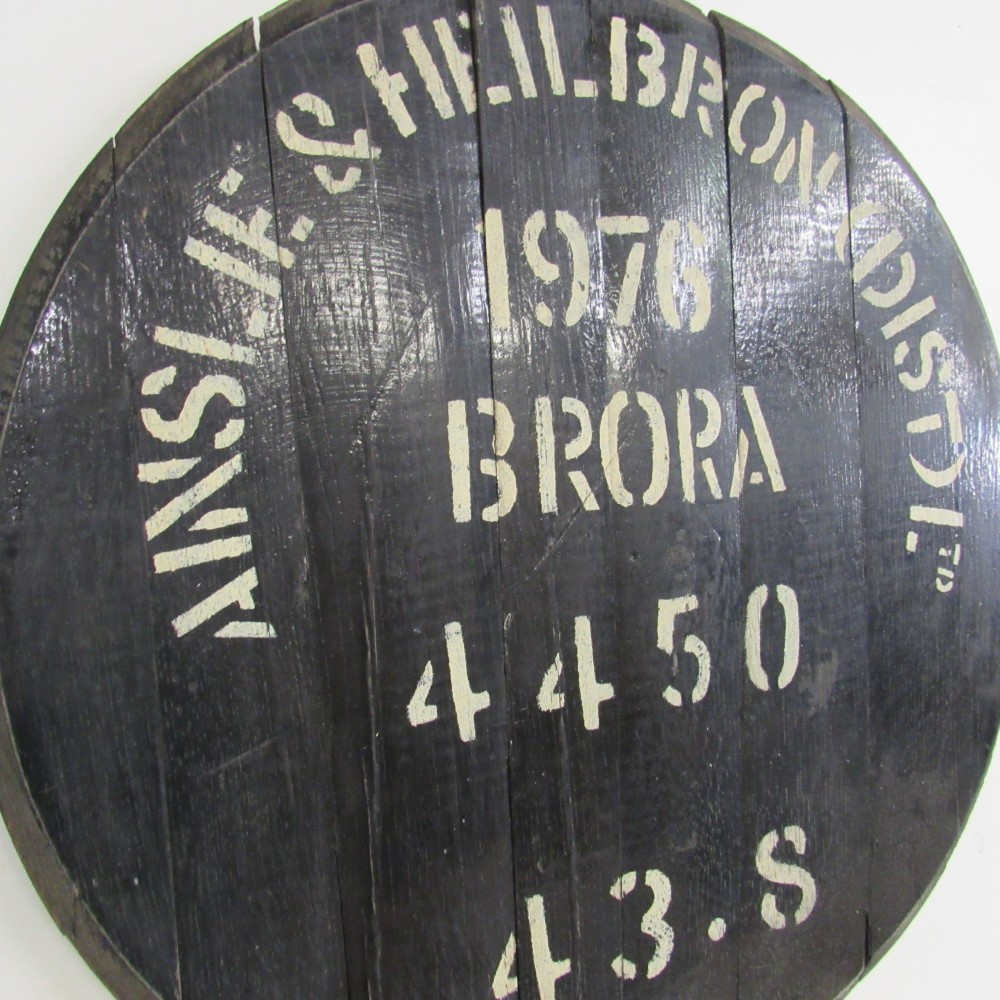 AINSLIE & HEILBRON (DIST) LTD
1976
BRORA
4450
43.S